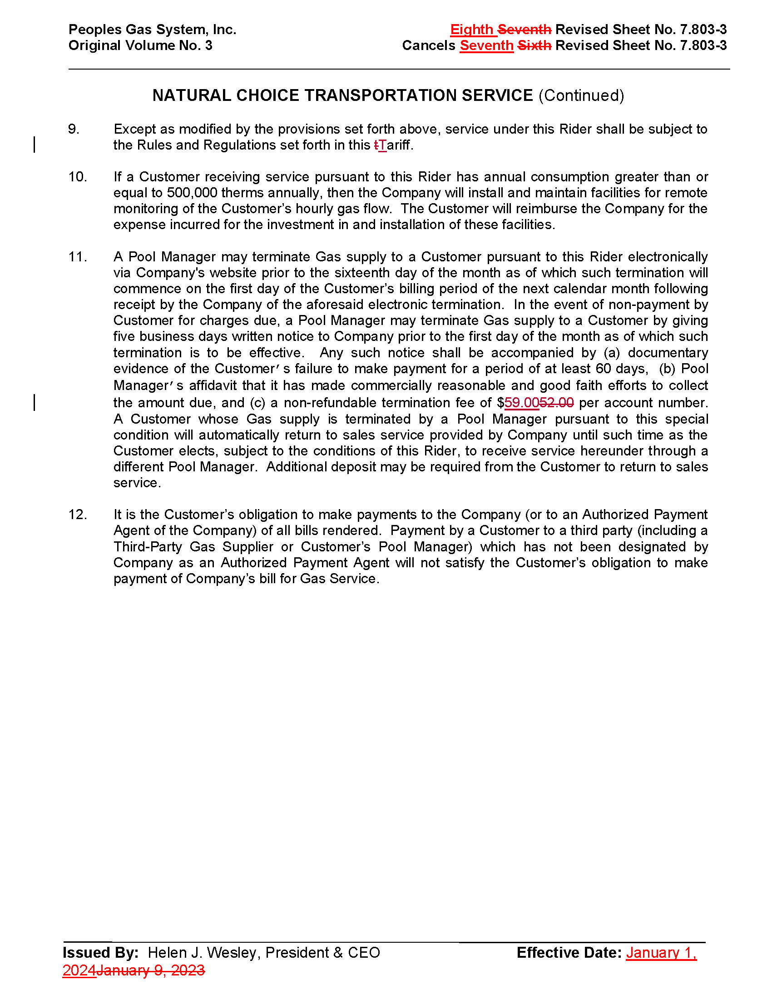 Peoples Gas System, Inc. Eighth Seventh Revised Sheet No. 7.803-3
Original Volume No. 3 Cancels Seventh Sixth Revised Sheet No. 7.803-3
NATURAL CHOICE TRANSPORTATION SERVICE (Continued)
9. Except as modified by the provisions set forth above, service under this Rider shall be subject to
the Rules and Regulations set forth in this tTariff.
10. If a Customer receiving service pursuant to this Rider has annual consumption greater than or
equal to 500,000 therms annually, then the Company will install and maintain facilities for remote
monitoring of the Customer’s hourly gas flow. The Customer will reimburse the Company for the
expense incurred for the investment in and installation of these facilities.
11. A Pool Manager may terminate Gas supply to a Customer pursuant to this Rider electronically
via Company's website prior to the sixteenth day of the month as of which such termination will
commence on the first day of the Customer’s billing period of the next calendar month following
receipt by the Company of the aforesaid electronic termination. In the event of non-payment by
Customer for charges due, a Pool Manager may terminate Gas supply to a Customer by giving
five business days written notice to Company prior to the first day of the month as of which such
termination is to be effective. Any such notice shall be accompanied by (a) documentary
evidence of the Customer′s failure to make payment for a period of at least 60 days, (b) Pool
Manager′s affidavit that it has made commercially reasonable and good faith efforts to collect
the amount due, and (c) a non-refundable termination fee of $59.0052.00 per account number.
A Customer whose Gas supply is terminated by a Pool Manager pursuant to this special
condition will automatically return to sales service provided by Company until such time as the
Customer elects, subject to the conditions of this Rider, to receive service hereunder through a
different Pool Manager. Additional deposit may be required from the Customer to return to sales
service.
12. It is the Customer’s obligation to make payments to the Company (or to an Authorized Payment
Agent of the Company) of all bills rendered. Payment by a Customer to a third party (including a
Third-Party Gas Supplier or Customer’s Pool Manager) which has not been designated by
Company as an Authorized Payment Agent will not satisfy the Customer’s obligation to make
payment of Company’s bill for Gas Service.
Issued By: Helen J. Wesley, President & CEO Effective Date: January 1,
2024January 9, 2023